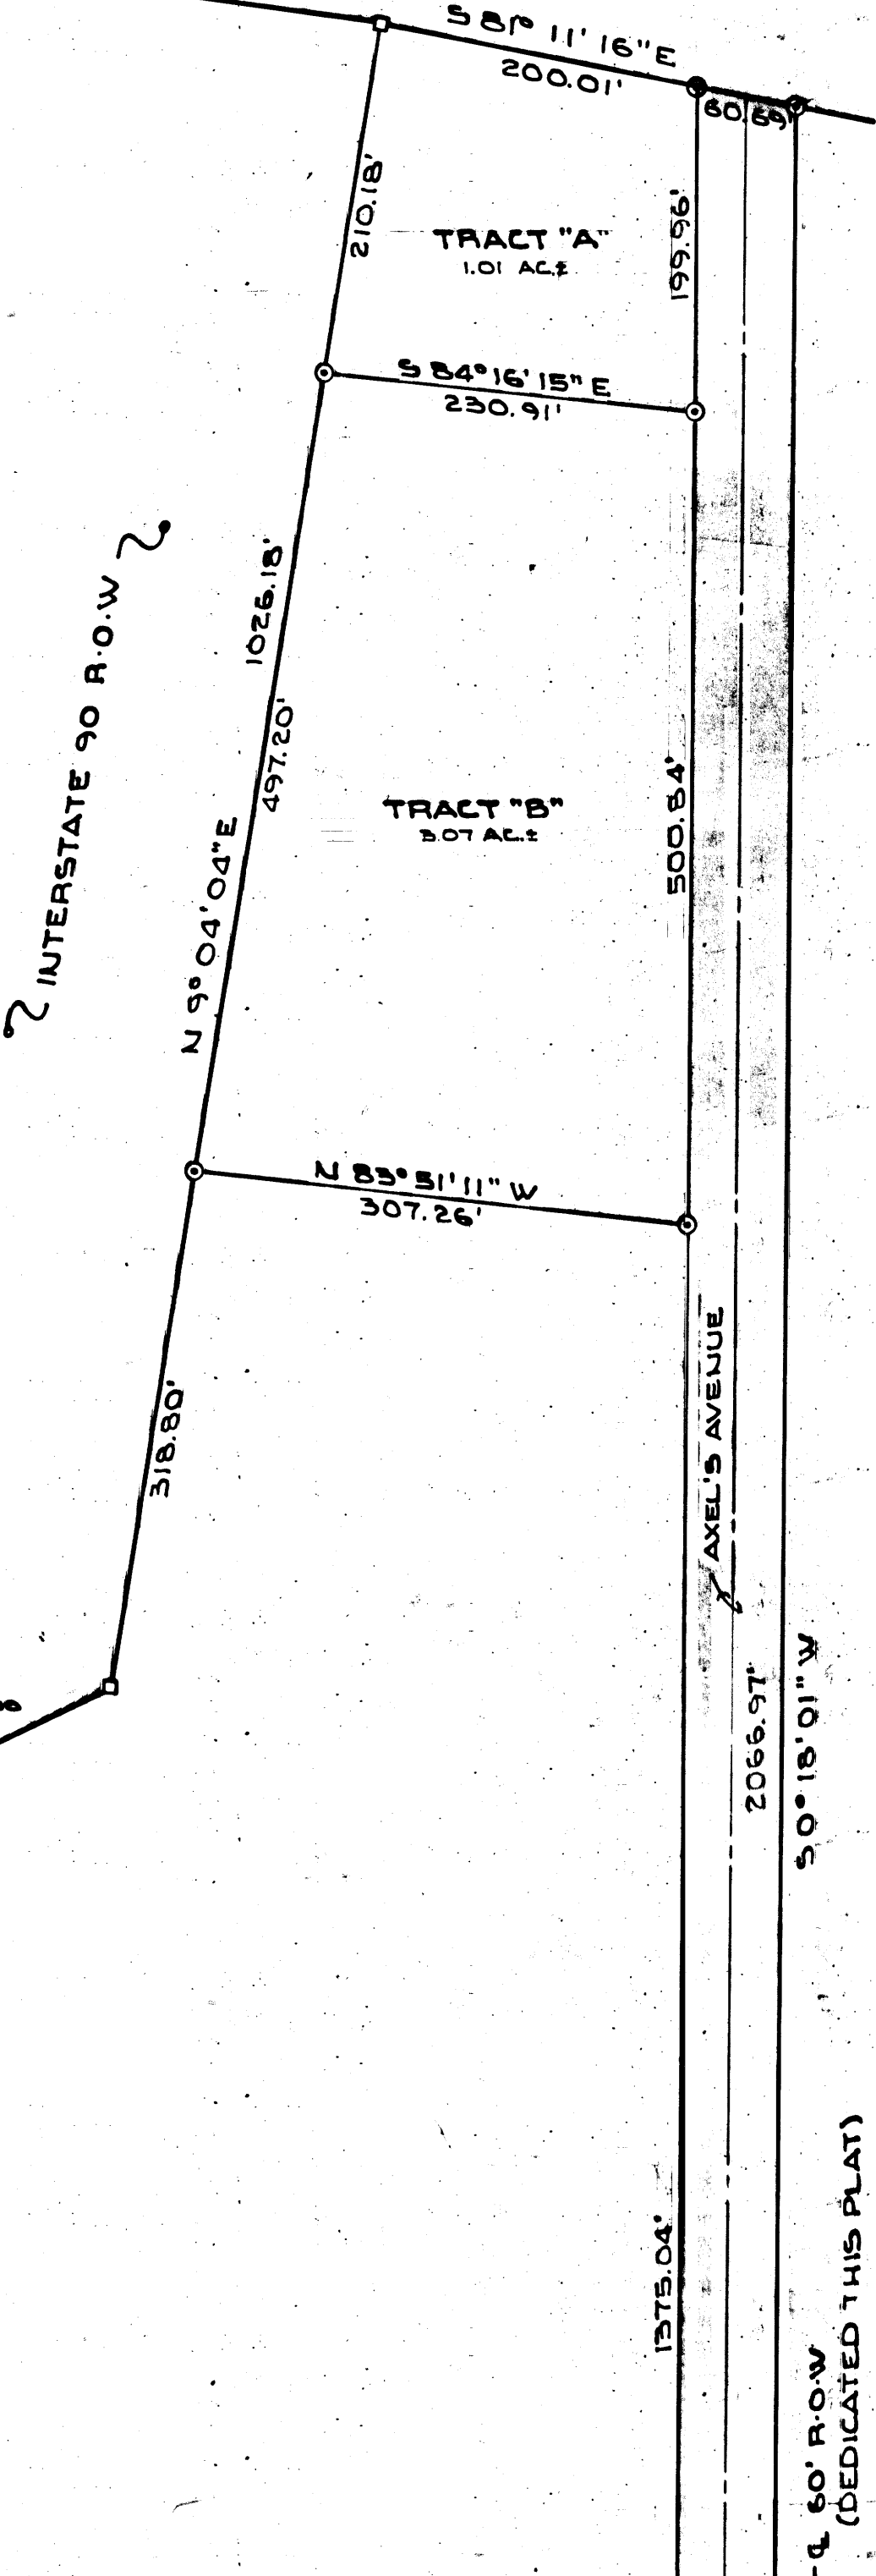 S 81° 11' 16" E
200.01'
60.69'
210.18'
TRACT "A"
1.01 AC.±
199.96'
S 84° 16' 15" E
230.91'
INTERSTATE 90 R.O.W
1026.18'
497.20'
N 9° 04' 04" E
TRACT "B"
3.07 AC.±
500.84'
N 83° 51' 11" W
307.26'
318.80'
AXEL'S AVENUE
2066.97'
S 0° 18' 01" W
1375.04'
℄ 60' R.O.W
(DEDICATED THIS PLAT)